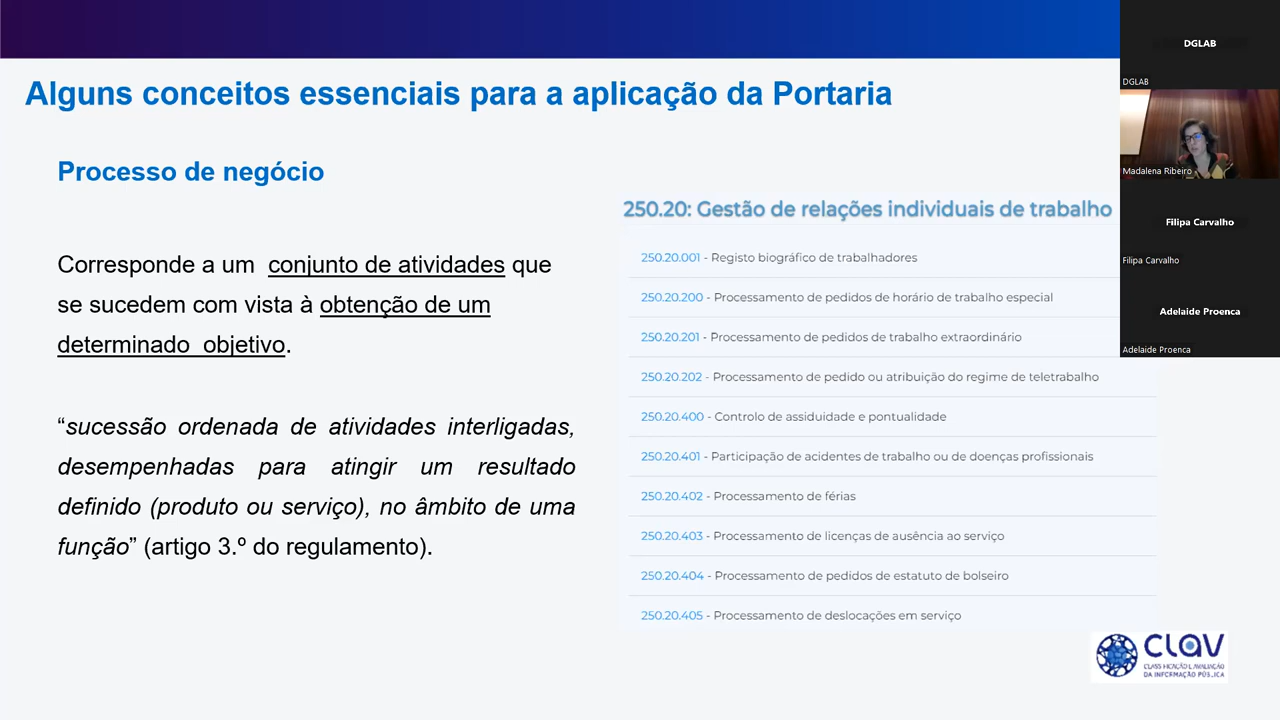 Alguns conceitos essenciais para a aplicação da Portaria
Processo de negócio
Corresponde a um conjunto de atividades que
se sucedem com vista à obtenção de um
determinado objetivo.
“sucessão ordenada de atividades interligadas,
desempenhadas para atingir um resultado
definido (produto ou serviço), no âmbito de uma
função” (artigo 3.º do regulamento).
250.20: Gestão de relações individuais de trabalho
250.20.001 - Registo biográfico de trabalhadores
250.20.200 - Processamento de pedidos de horário de trabalho especial
250.20.201 - Processamento de pedidos de trabalho extraordinário
250.20.202 - Processamento de pedido ou atribuição do regime de teletrabalho
250.20.400 - Controlo de assiduidade e pontualidade
250.20.401 - Participação de acidentes de trabalho ou de doenças profissionais
250.20.402 - Processamento de férias
250.20.403 - Processamento de licenças de ausência ao serviço
250.20.404 - Processamento de pedidos de estatuto de bolseiro
250.20.405 - Processamento de deslocações em serviço
DGLAB
DGLAB
Madalena Ribeiro
Filipa Carvalho
Filipa Carvalho
Adelaide Proenca
Adelaide Proenca
CLAV
CLASSIFICAÇÃO E AVALIAÇÃO
DA INFORMAÇÃO PÚBLICA